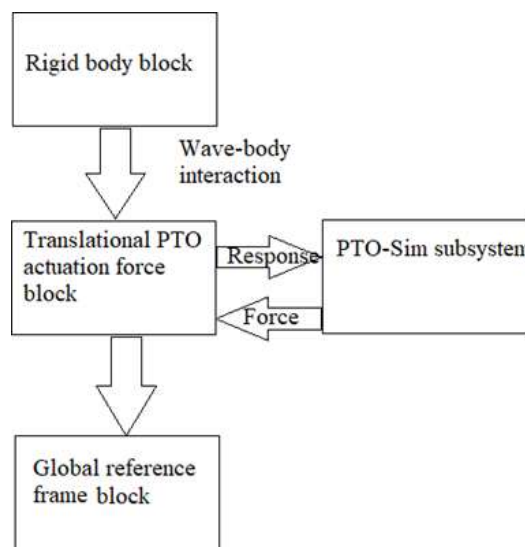 Rigid body block
Wave-body
interaction
Translational PTO
actuation force
block
Response
PTO-Sim subsystem
Force
Global reference
frame block